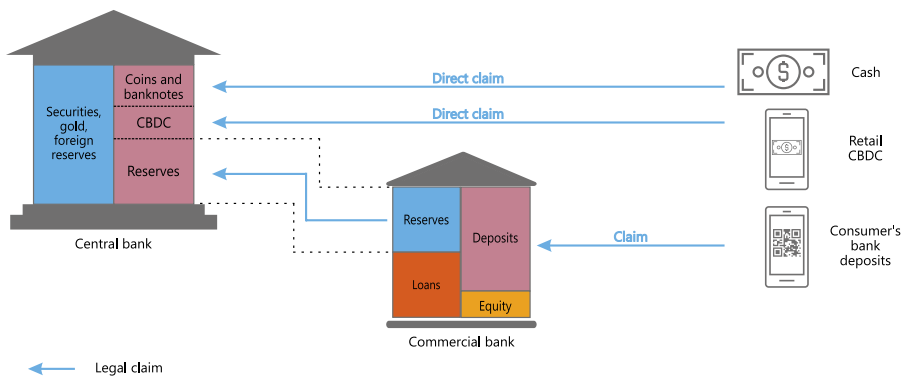 Coins and
banknotes
Securities,
gold,
foreign
reserves
CBDC
Reserves
Central bank
Direct claim
Cash
Direct claim
Retail
CBDC
Reserves
Deposits
Loans
Equity
Commercial bank
Claim
Consumer's
bank
deposits
Legal claim
$
$